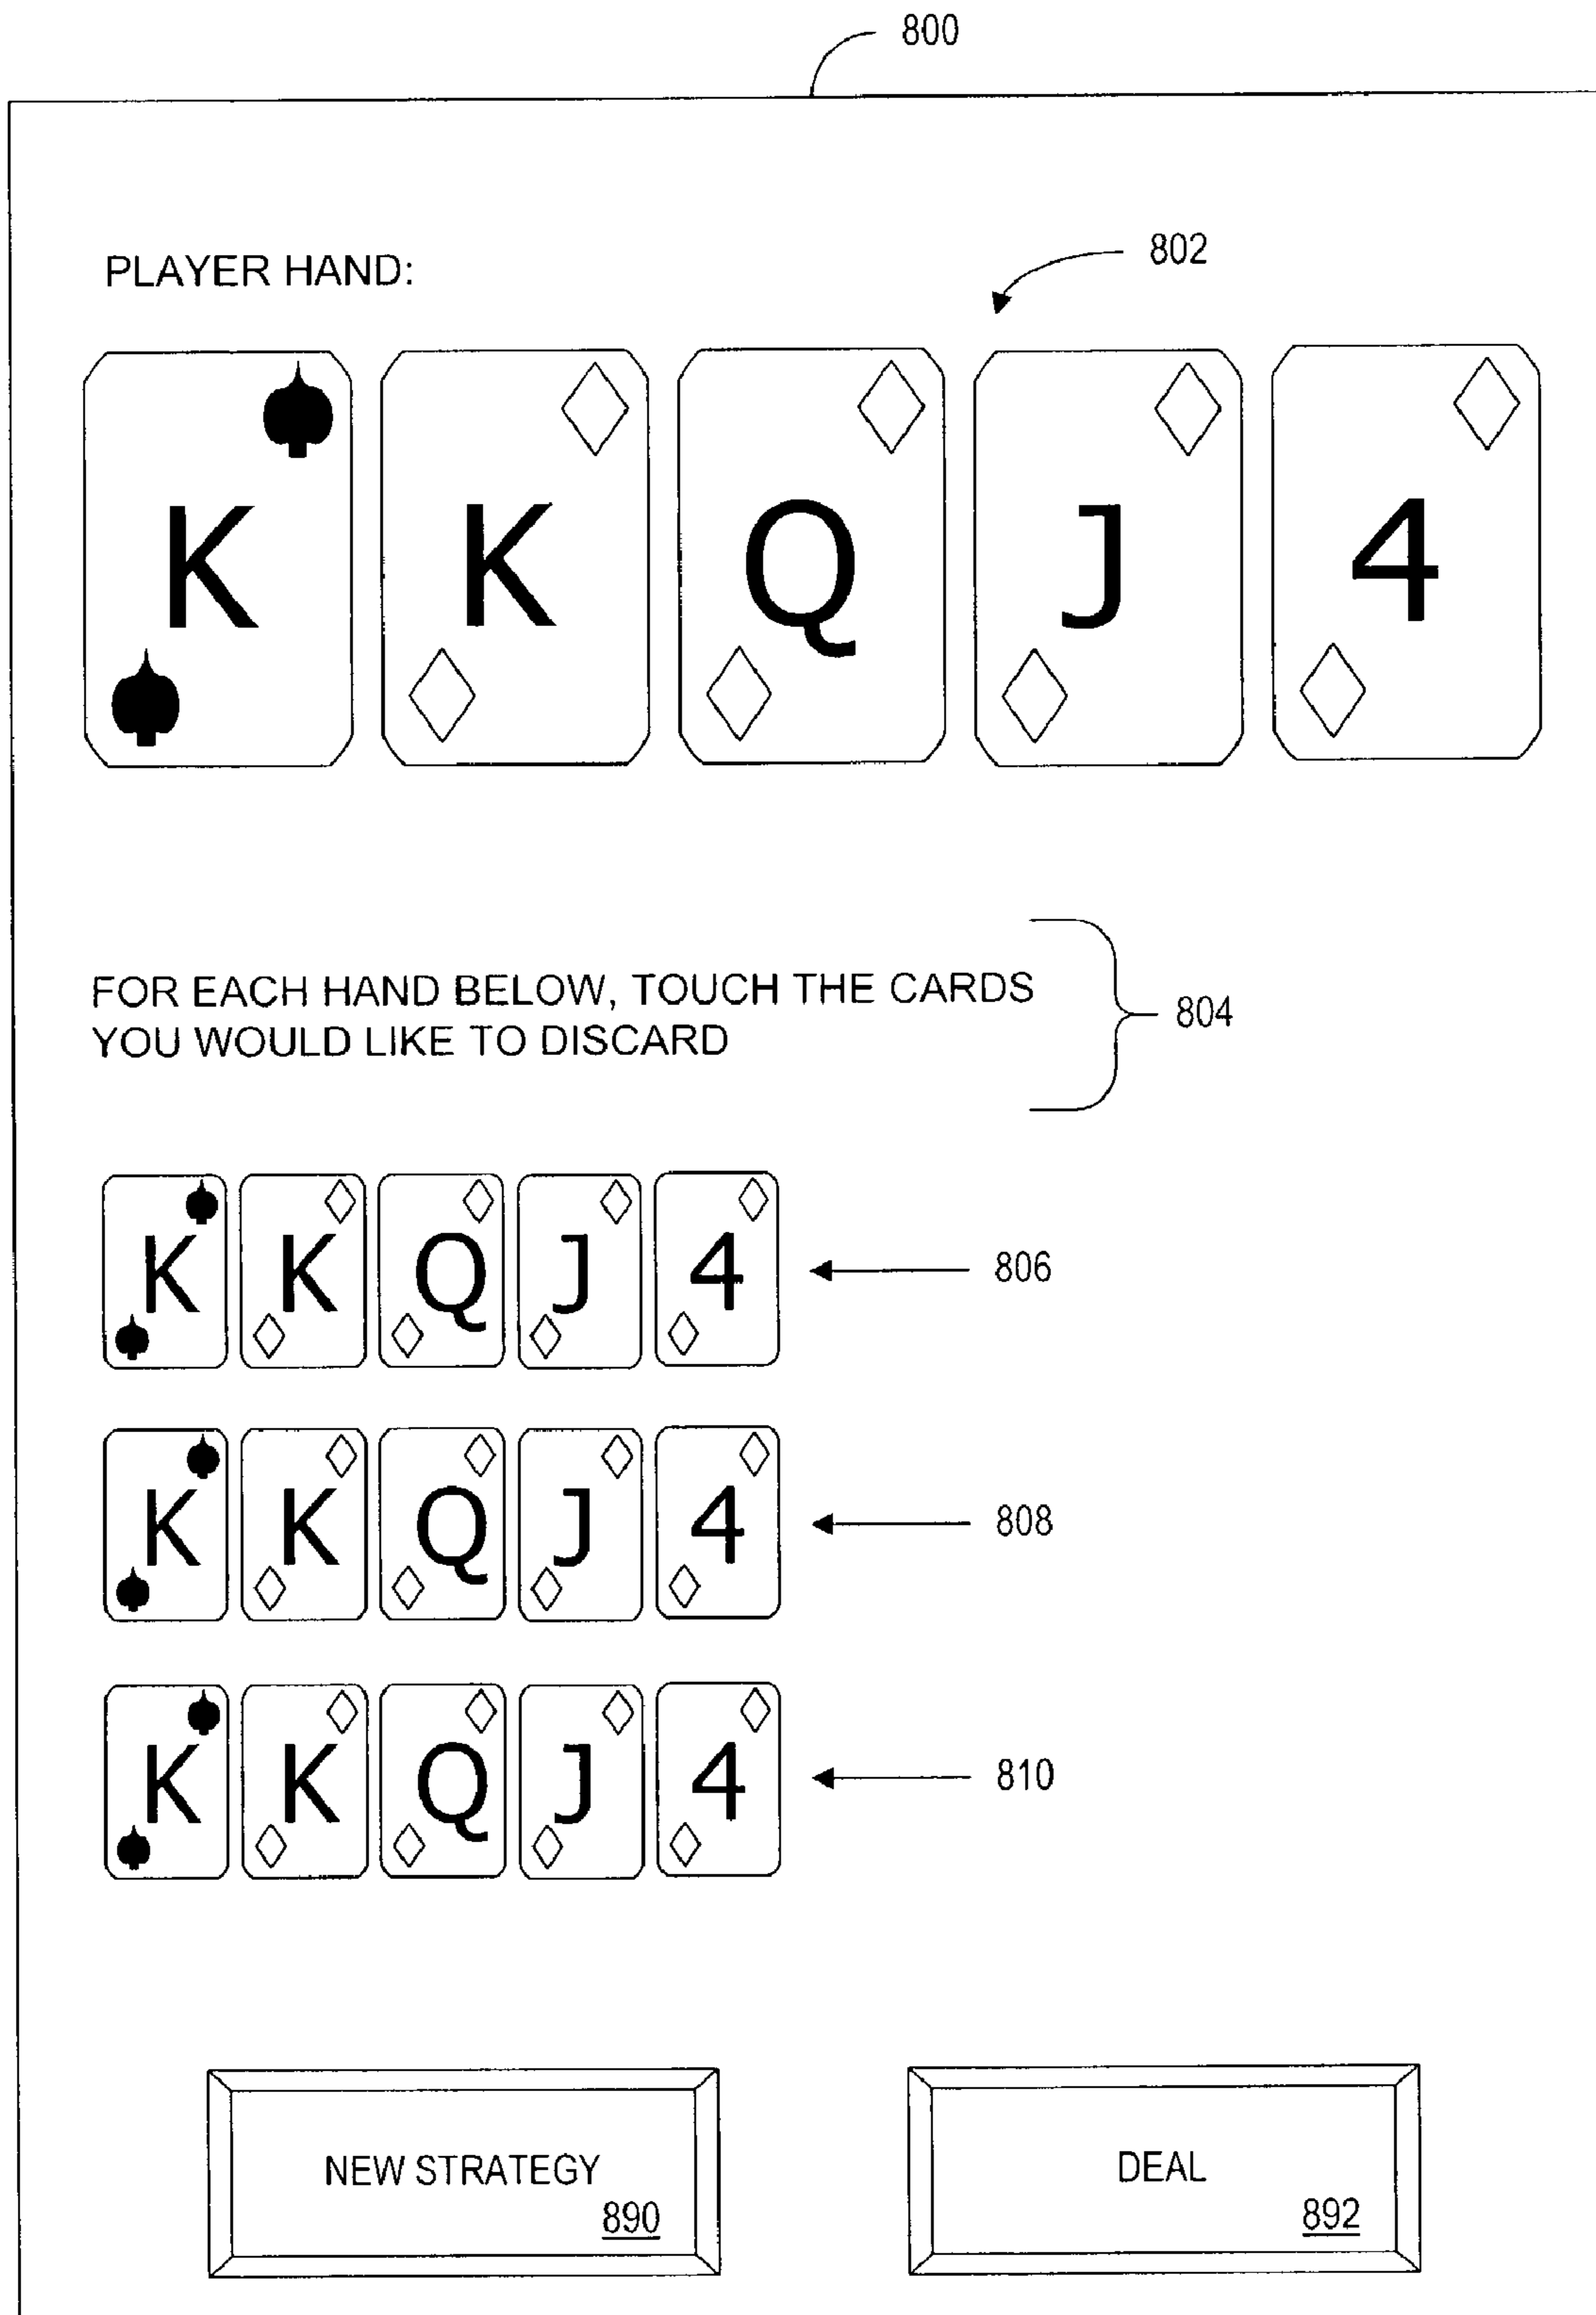 800
PLAYER HAND:
802
K K Q J 4
FOR EACH HAND BELOW, TOUCH THE CARDS
YOU WOULD LIKE TO DISCARD
804
K K Q J 4
806
K K Q J 4
808
K K Q J 4
810
NEW STRATEGY
890
DEAL
892